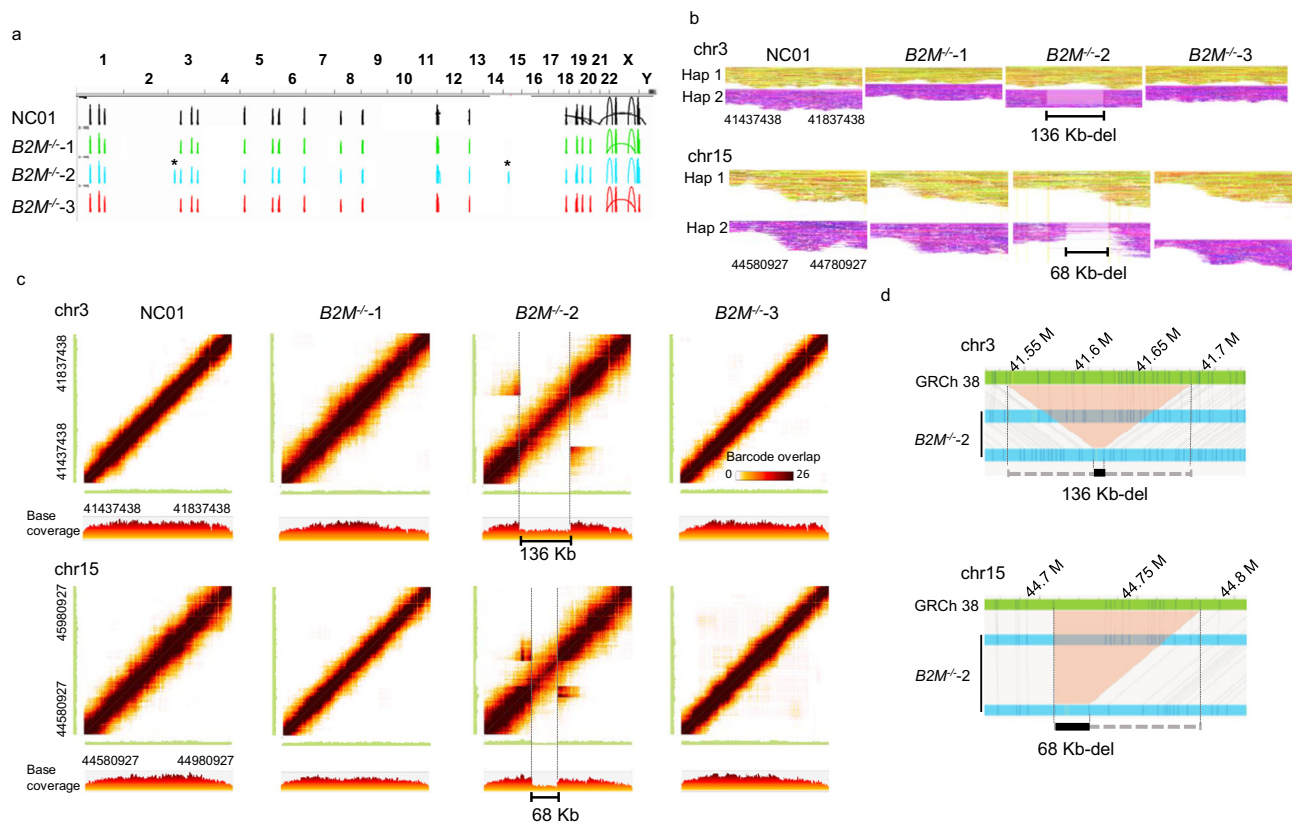 a
1 3 5 7 9 11 13 15 17 19 21 X
2 4 6 8 10 12 14 16 18 20 22 Y
NC01
B2M-/--1
B2M-/--2
B2M-/--3
*
*
b
chr3
NC01 B2M-/--1 B2M-/--2 B2M-/--3
Hap 1
Hap 2
41437438 41837438
136 Kb-del
chr15
Hap 1
Hap 2
44580927 44780927
68 Kb-del
c
chr3
NC01 B2M-/--1 B2M-/--2 B2M-/--3
41837438
41437438
Barcode overlap
0 26
41437438 41837438
Base
coverage
136 Kb
chr15
45980927
44580927
44580927 44980927
Base
coverage
68 Kb
d
chr3
41.55 M 41.6 M 41.65 M 41.7 M
GRCh 38
B2M-/--2
136 Kb-del
chr15
44.7 M 44.75 M 44.8 M
GRCh 38
B2M-/--2
68 Kb-del